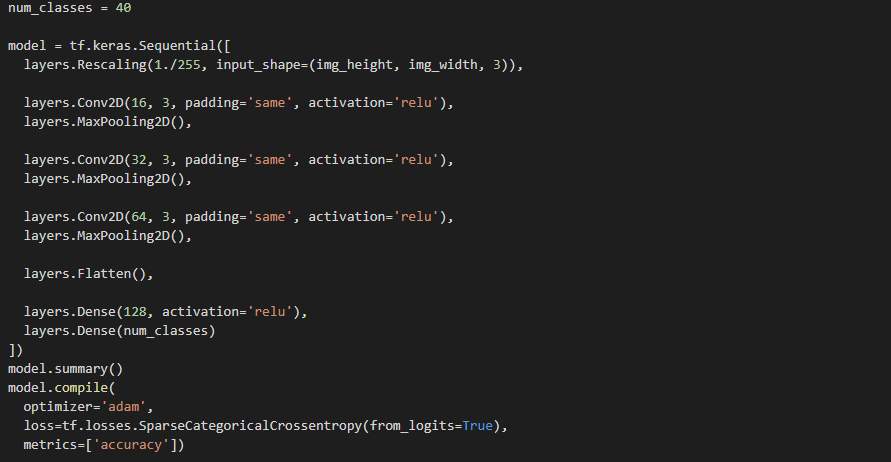 num_classes = 40
model = tf.keras.Sequential([
layers.Rescaling(1./255, input_shape=(img_height, img_width, 3)),
layers.Conv2D(16, 3, padding='same', activation='relu'),
layers.MaxPooling2D(),
layers.Conv2D(32, 3, padding='same', activation='relu'),
layers.MaxPooling2D(),
layers.Conv2D(64, 3, padding='same', activation='relu'),
layers.MaxPooling2D(),
layers.Flatten(),
layers.Dense(128, activation='relu'),
layers.Dense(num_classes)
])
model.summary()
model.compile(
optimizer='adam',
loss=tf.losses.SparseCategoricalCrossentropy(from_logits=True),
metrics=['accuracy'])